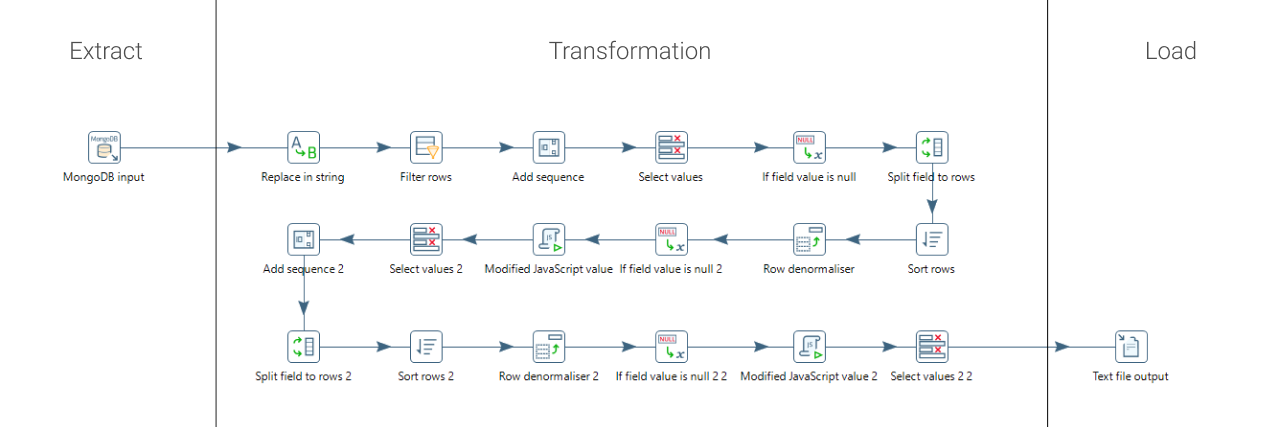 Extract
Transformation
Load
MongoDB
MongoDB input
A
B
Replace in string
Filter rows
ID
Add sequence
Select values
NULL
x
If field value is null
Split field to rows
ID
Add sequence 2
Select values 2
JS
Modified JavaScript value
NULL
x
If field value is null 2
Row denormaliser
Sort rows
Split field to rows 2
Sort rows 2
Row denormaliser 2
NULL
x
If field value is null 2 2
JS
Modified JavaScript value 2
Select values 2 2
Text file output